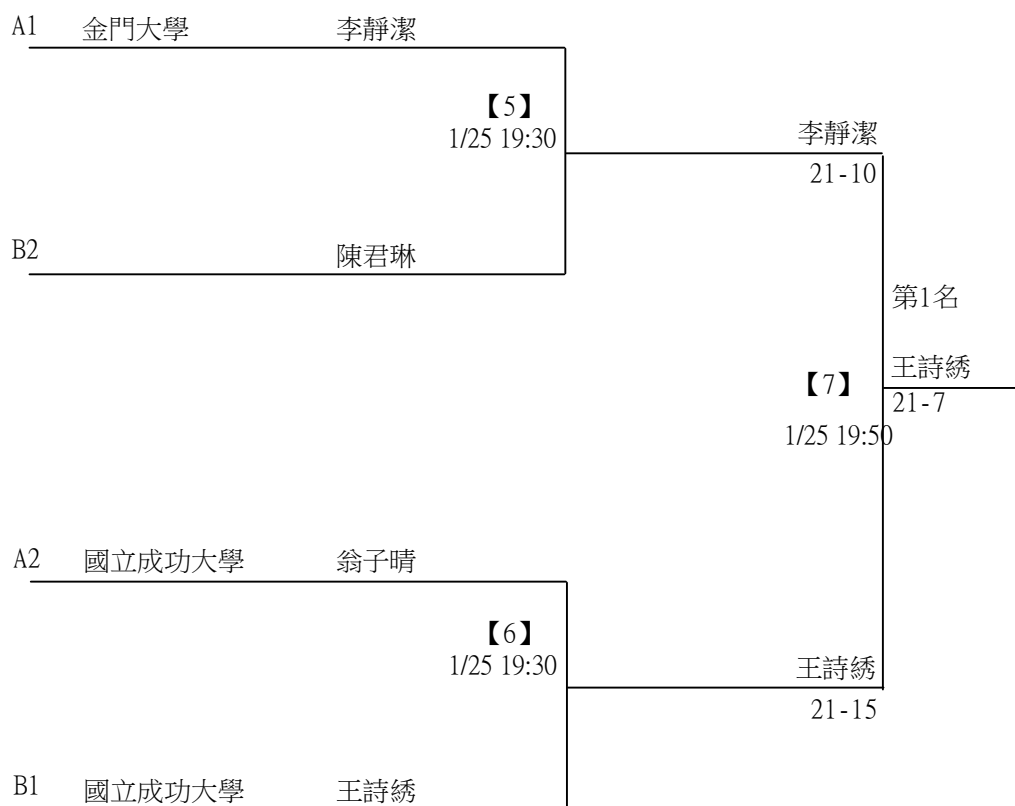 A1 金門大學 李靜潔
【5】
1/25 19:30
李靜潔
21-10
B2 陳君琳
第1名
王詩綉
【7】
21-7
1/25 19:50
A2 國立成功大學 翁子晴
【6】
1/25 19:30
王詩綉
21-15
B1 國立成功大學 王詩綉